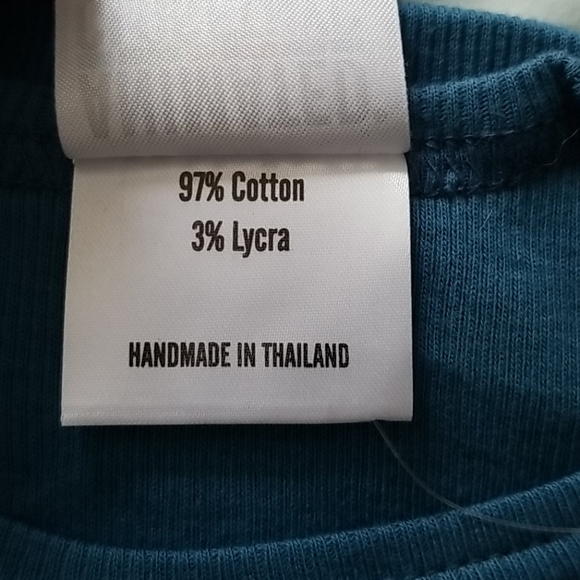 97% Cotton
3% Lycra
HANDMADE IN THAILAND